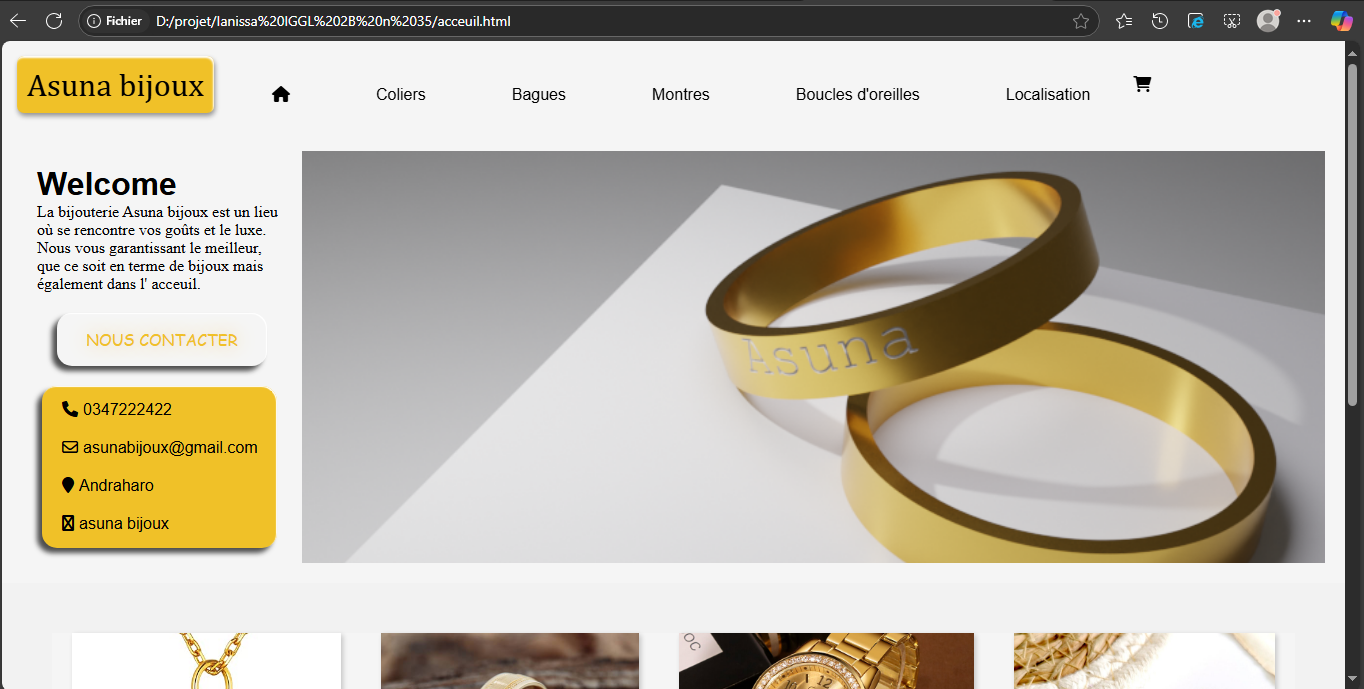 Fichier D:/projet/lanissa%20IGGL%202B%20n%2035/acceuil.html
Asuna bijoux
Coliers Bagues Montres Boucles d'oreilles Localisation
Welcome
La bijouterie Asuna bijoux est un lieu
où se rencontre vos goûts et le luxe.
Nous vous garantissant le meilleur,
que ce soit en terme de bijoux mais
également dans l' acceuil.
NOUS CONTACTER
0347222422
asunabijoux@gmail.com
Andraharo
asuna bijoux
Asuna
OC